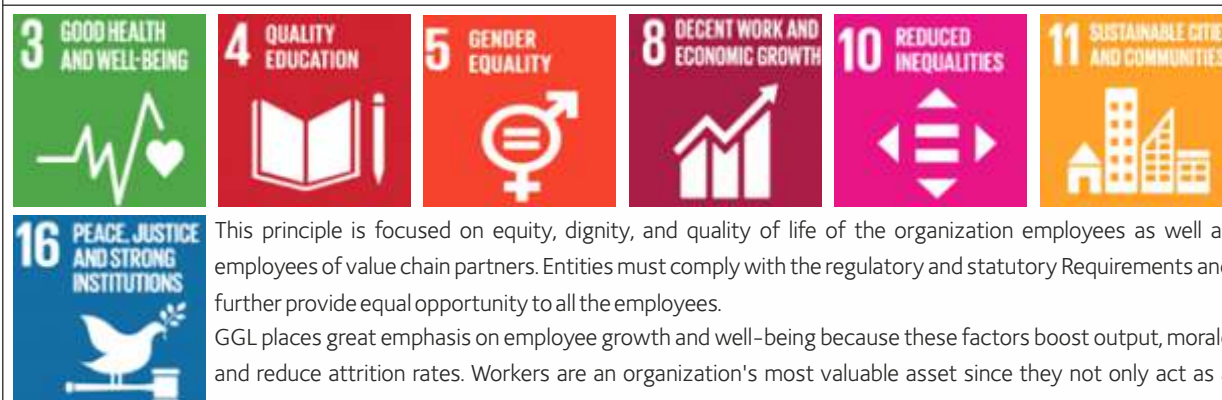 3 GOOD HEALTH
AND WELL-BEING
4 QUALITY
EDUCATION
5 GENDER
EQUALITY
8 DECENT WORK AND
ECONOMIC GROWTH
10 REDUCED
INEQUALITIES
11 SUSTAINABLE CITIE
AND COMMUNITIES
16 PEACE, JUSTICE
AND STRONG
INSTITUTIONS
This principle is focused on equity, dignity, and quality of life of the organization employees as well a
employees of value chain partners. Entities must comply with the regulatory and statutory Requirements and
further provide equal opportunity to all the employees.
GGL places great emphasis on employee growth and well-being because these factors boost output, morale
and reduce attrition rates. Workers are an organization's most valuable asset since they not only act as